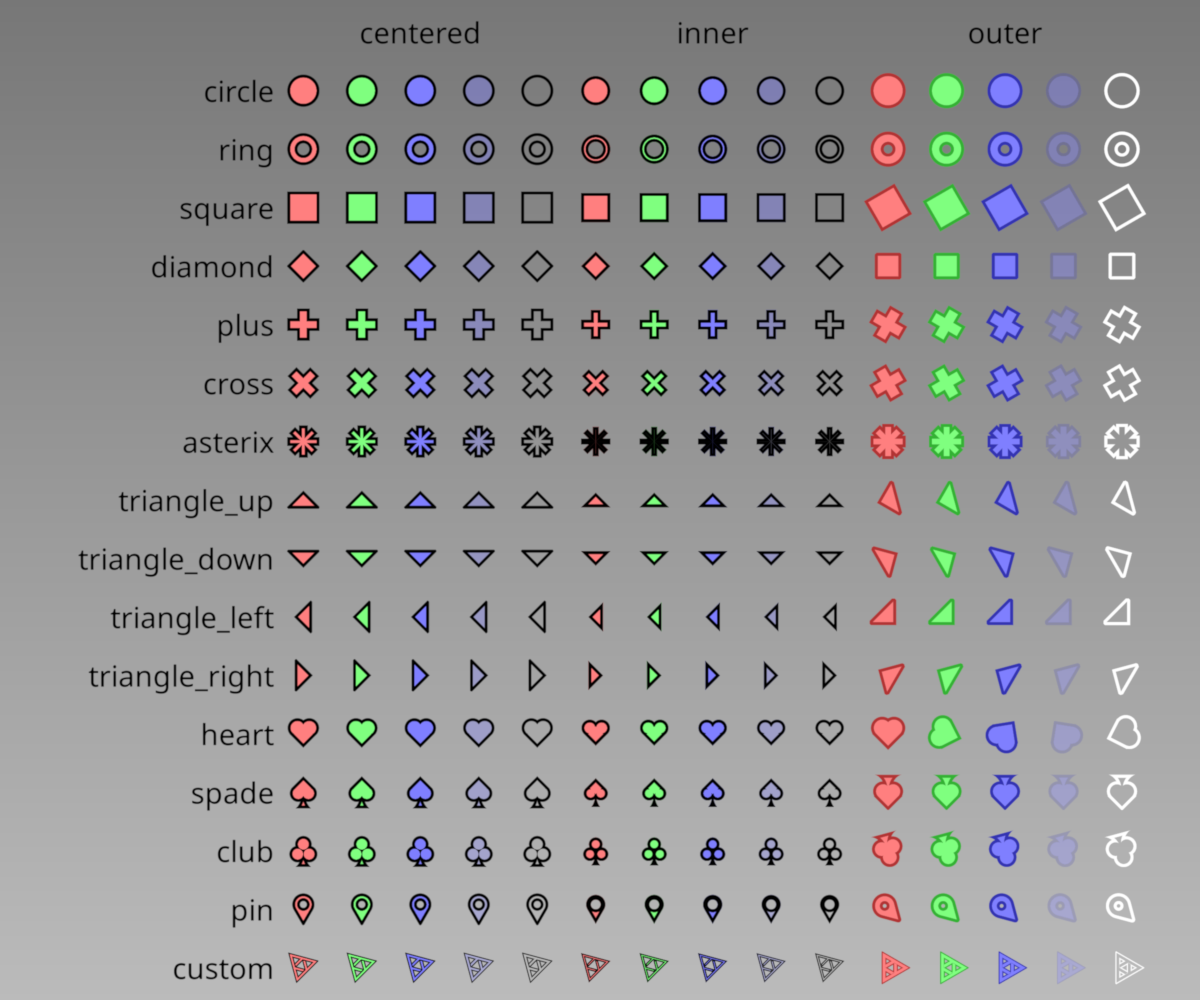 centered inner outer
circle
ring
square
diamond
plus
cross
asterix
triangle_up
triangle_down
triangle_left
triangle_right
heart
spade
club
pin
custom